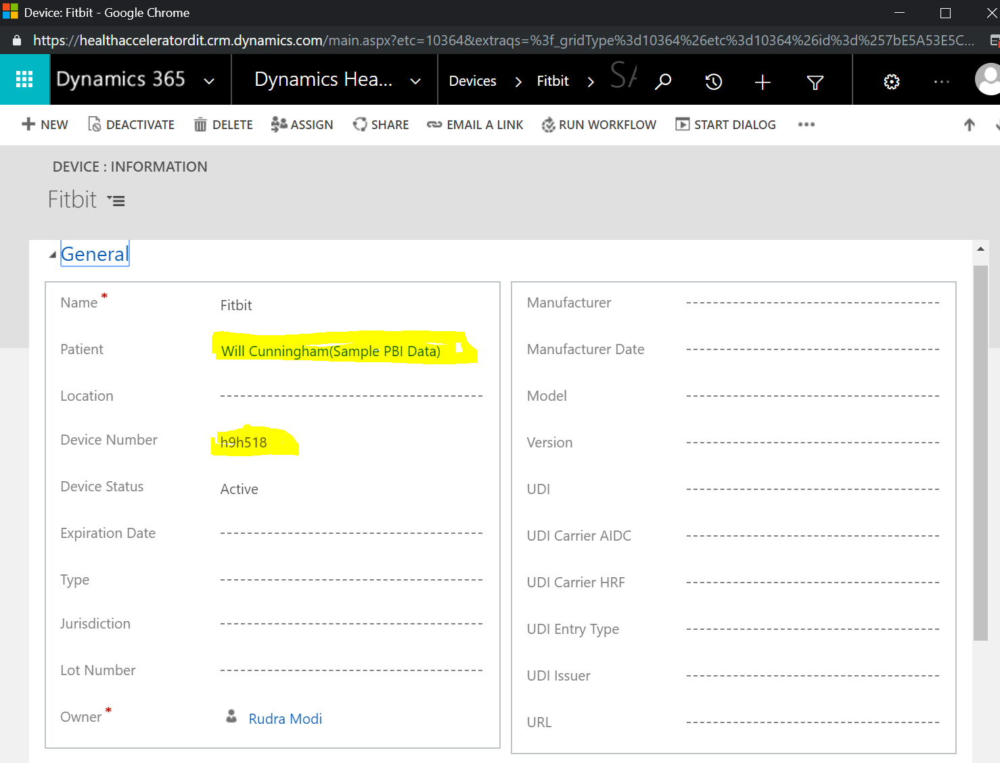 Device: Fitbit - Google Chrome
https://healthacceleratordit.crm.dynamics.com/main.aspx?etc=10364&extraqs=%3f_gridType%3d10364%26etc%3d10364%26id%3d%257bE5A53E5C...
Dynamics 365 Dynamics Hea... Devices > Fitbit > SA
+ NEW DEACTIVATE DELETE ASSIGN SHARE EMAIL A LINK RUN WORKFLOW START DIALOG
DEVICE : INFORMATION
Fitbit
General
Name * Fitbit
Patient Will Cunningham(Sample PBI Data)
Location
Device Number h9h518
Device Status Active
Expiration Date
Type
Jurisdiction
Lot Number
Owner * Rudra Modi
Manufacturer
Manufacturer Date
Model
Version
UDI
UDI Carrier AIDC
UDI Carrier HRF
UDI Entry Type
UDI Issuer
URL